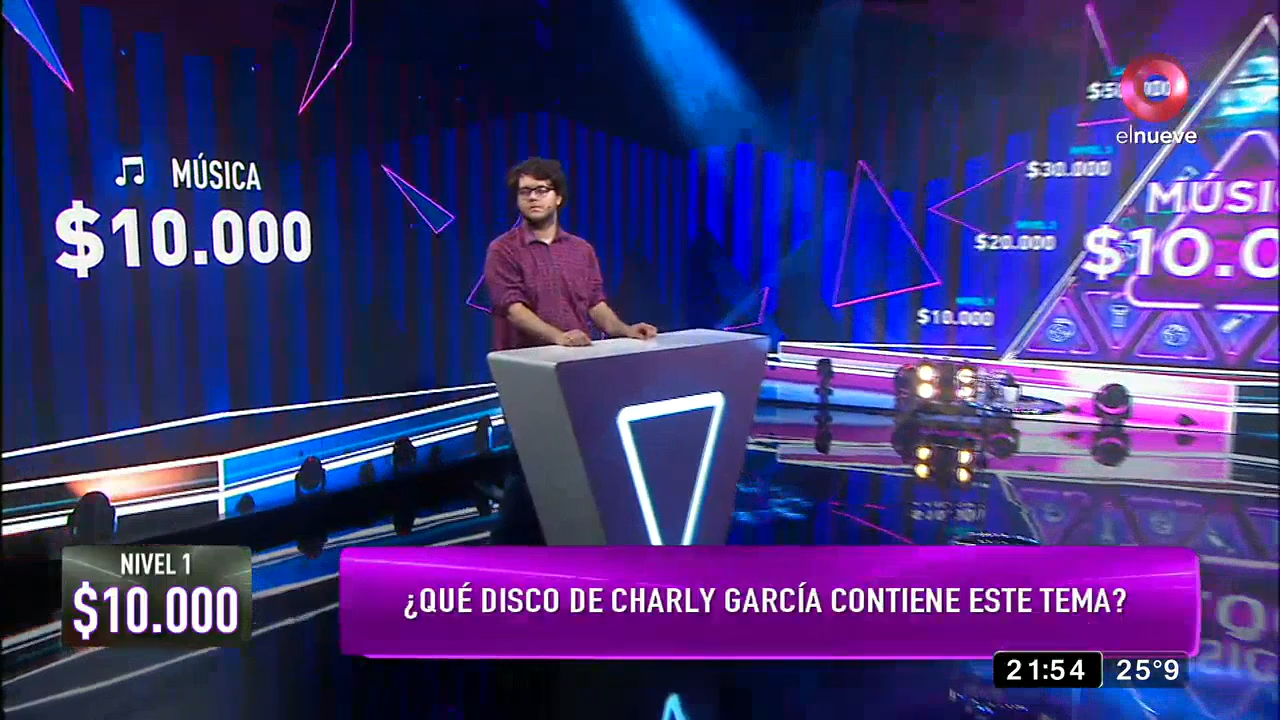 MÚSICA
$10.000
elnueve
$30.000
$20.000
$10.000
MÚSI
$10.0
NIVEL 1
$10.000
¿QUÉ DISCO DE CHARLY GARCÍA CONTIENE ESTE TEMA?
21:54 25°9